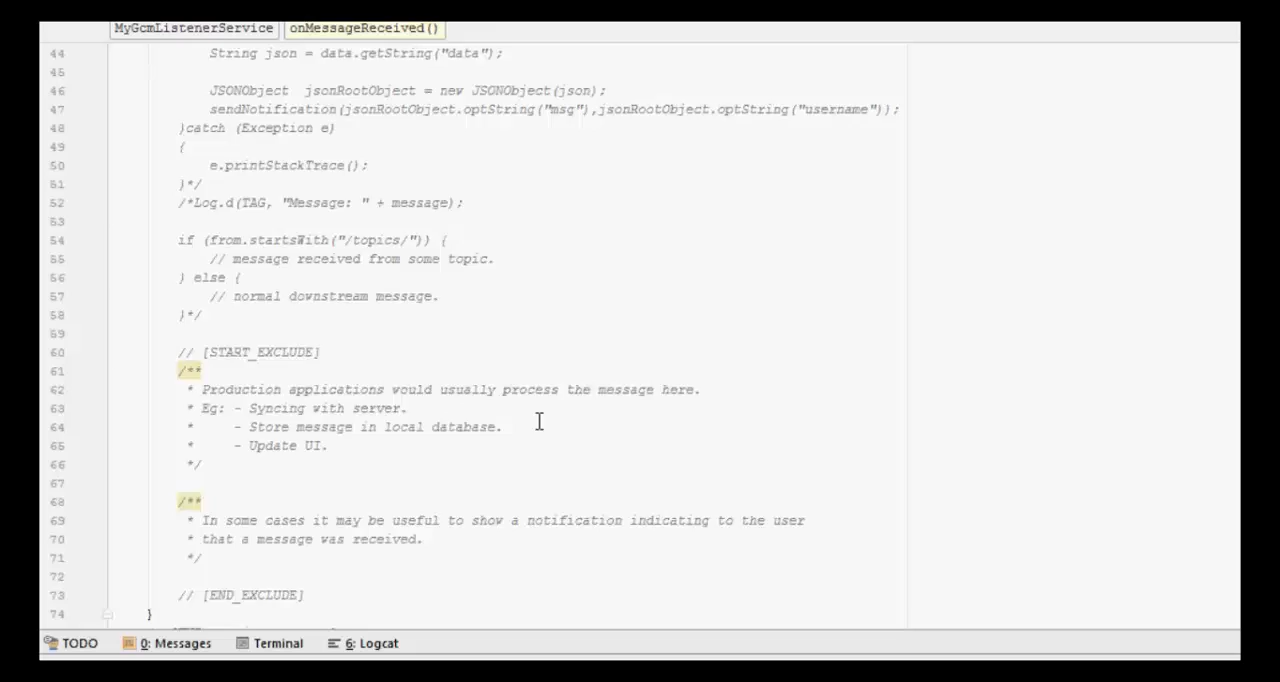 MyGcmListenerService onMessageReceived()
44 String json = data.getString("data");
45
46 JSONObject jsonRootObject = new JSONObject(json);
47 sendNotification(jsonRootObject.optString("msg"),jsonRootObject.optString("username"));
48 }catch (Exception e)
49 {
50 e.printStackTrace();
51 }*/
52 /*Log.d(TAG, "Message: " + message);
53
54 if (from.startsWith("/topics/")) {
55 // message received from some topic.
56 } else {
57 // normal downstream message.
58 }*/
59
60 // [START_EXCLUDE]
61 /**
62 * Production applications would usually process the message here.
63 * Eg: - Syncing with server.
64 * - Store message in local database.
65 * - Update UI.
66 */
67
68 /**
69 * In some cases it may be useful to show a notification indicating to the user
70 * that a message was received.
71 */
72
73 // [END_EXCLUDE]
74 }
TODO 0: Messages Terminal 6: Logcat